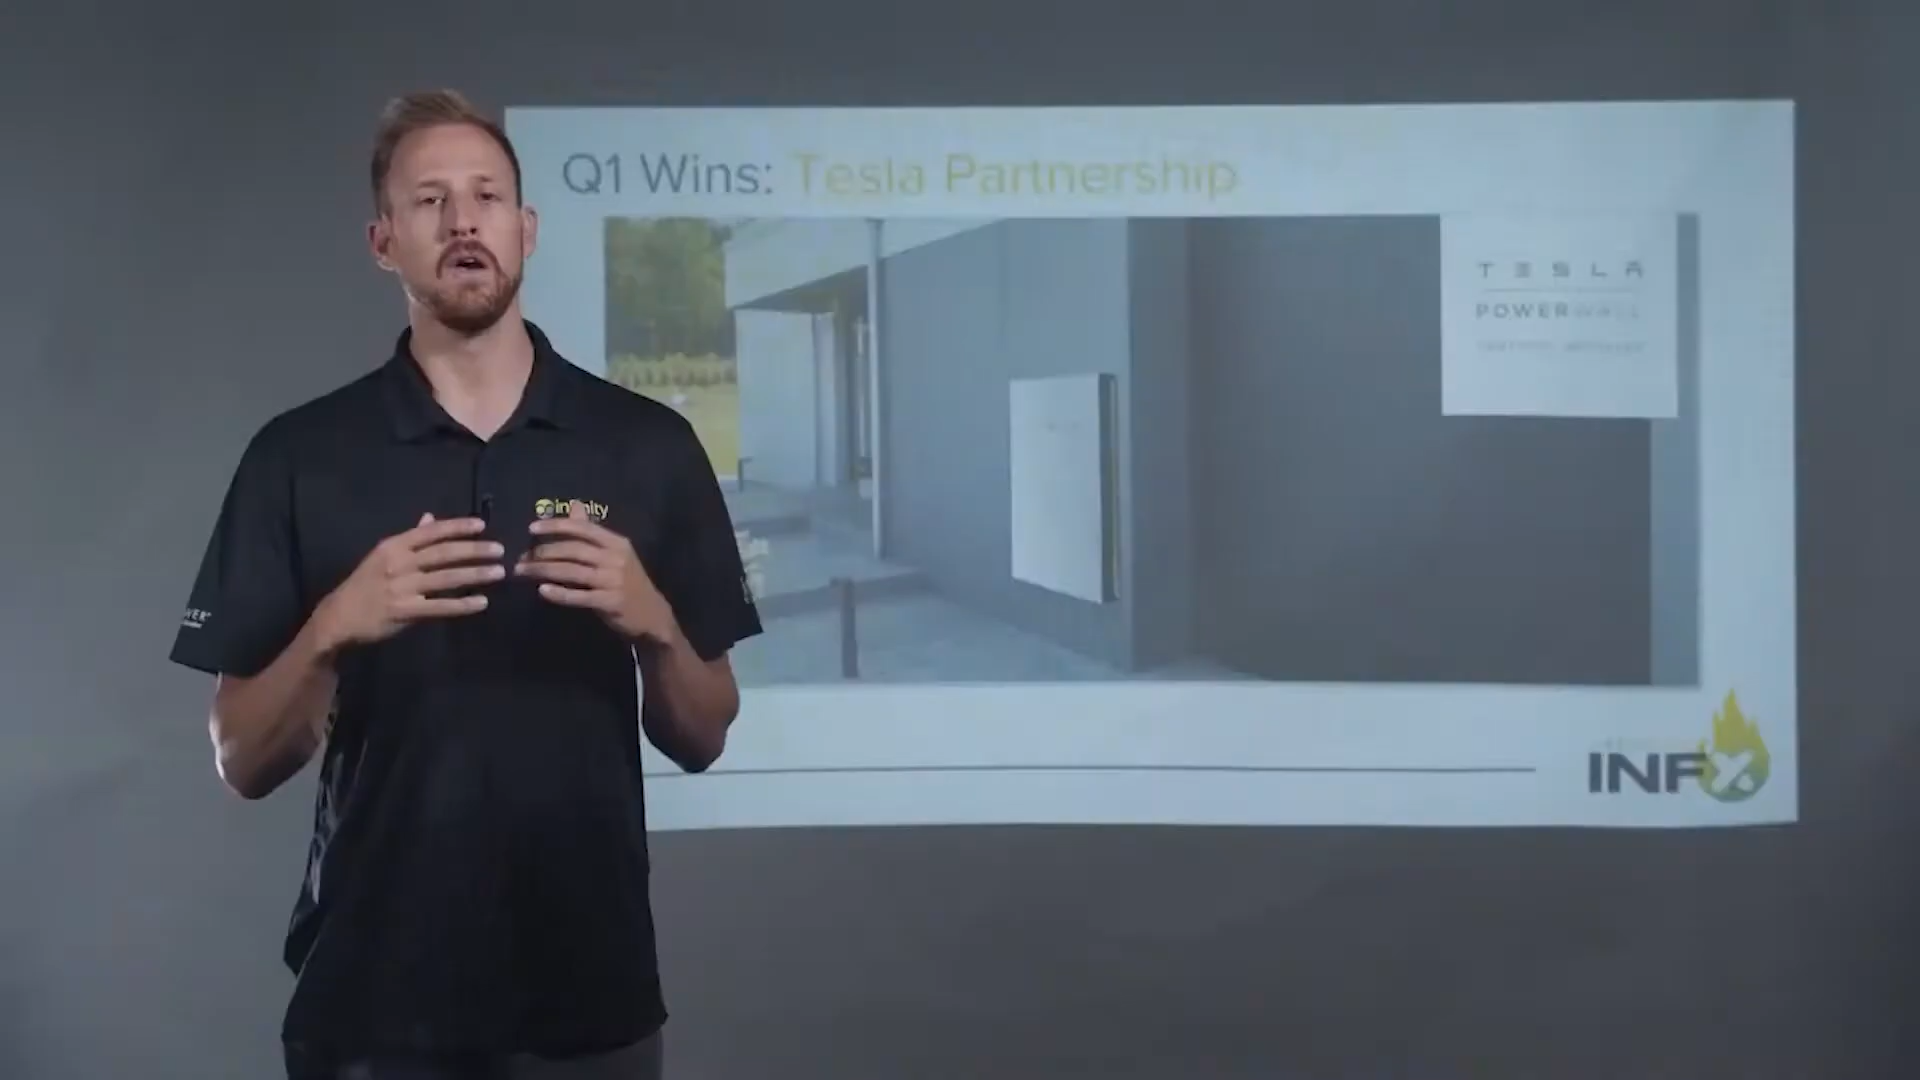 Q1 Wins: Tesla Partnership
TESLA
POWERWALL
infinity
INFX